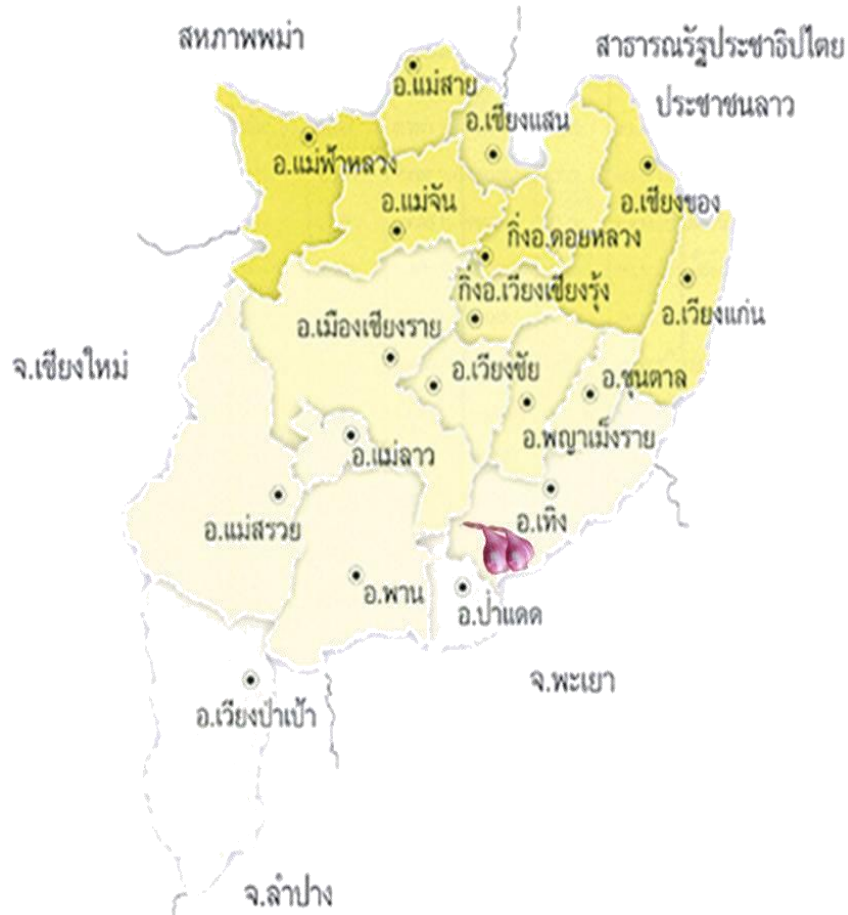 สหภาพพม่า
สาธารณรัฐประชาธิปไตย
ประชาชนลาว
อ.แม่สาย
อ.เชียงแสน
อ.แม่ฟ้าหลวง
อ.แม่จัน
อ.เชียงของ
กิ่งอ.ดอยหลวง
กิ่งอ.เวียงเชียงรุ้ง
อ.เวียงแก่น
อ.เมืองเชียงราย
จ.เชียงใหม่
อ.เวียงชัย
อ.ขุนตาล
อ.พญาเม็งราย
อ.แม่ลาว
อ.แม่สรวย
อ.เทิง
อ.พาน
อ.ป่าแดด
จ.พะเยา
อ.เวียงป่าเป้า
จ.ลำปาง